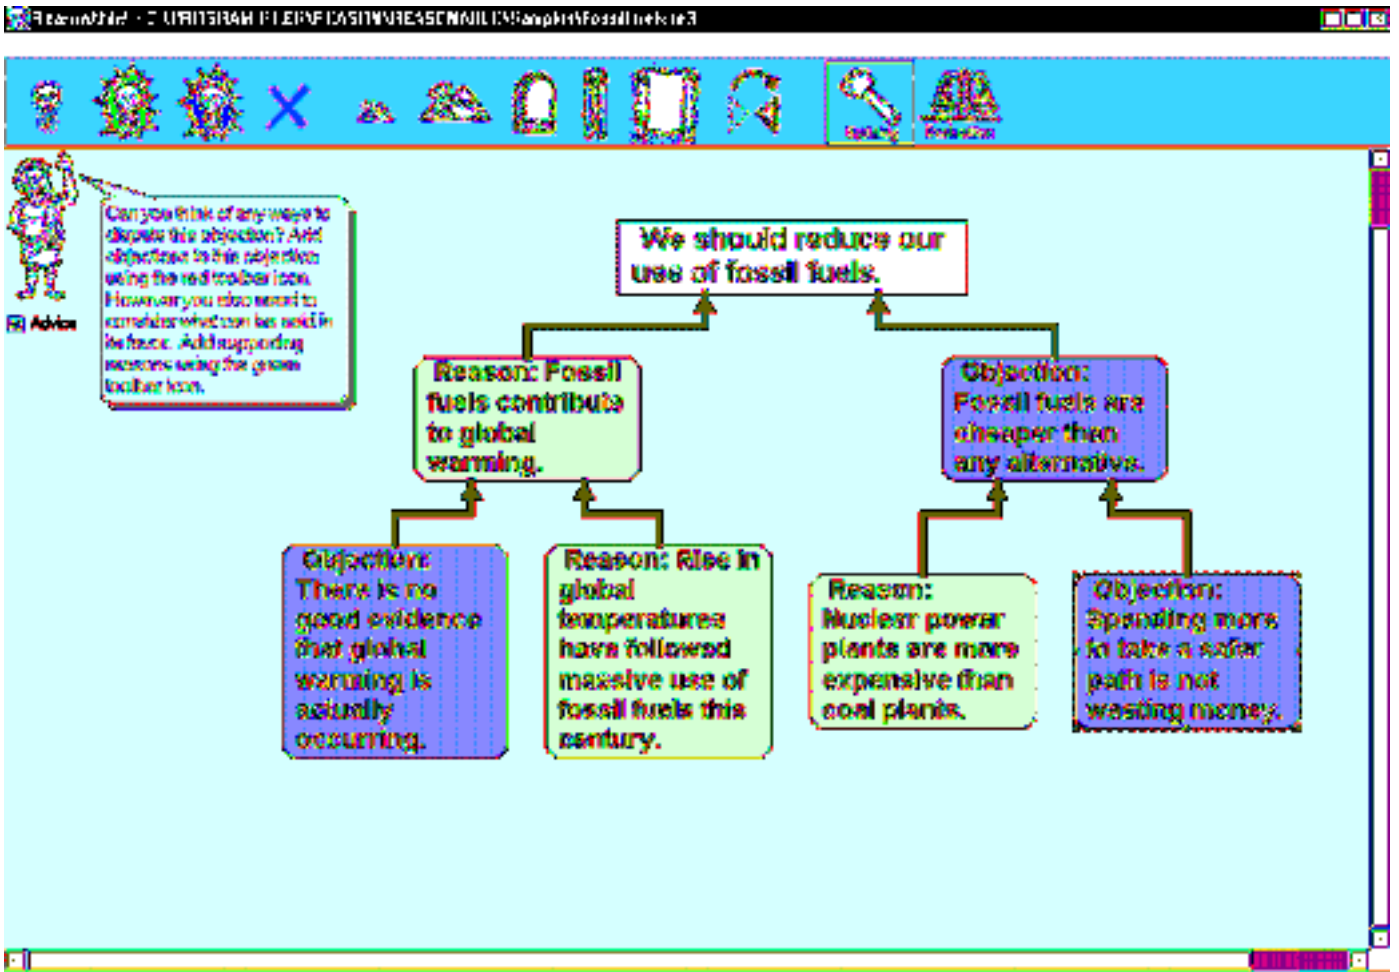 Can you think of any ways to
dispute this objection? Add
objections to this objection
using the red toolbar icon.
However you also need to
consider what can be said in
its favor. Add supporting
reasons using the green
toolbar icon.
Advice
We should reduce our
use of fossil fuels.
Reason: Fossil
fuels contribute
to global
warming.
Objection:
Fossil fuels are
cheaper than
any alternative.
Objection:
There is no
good evidence
that global
warming is
actually
occurring.
Reason: Rise in
global
temperatures
have followed
massive use of
fossil fuels this
century.
Reason:
Nuclear power
plants are more
expensive than
coal plants.
Objection:
Spending more
to take a safer
path is not
wasting money.